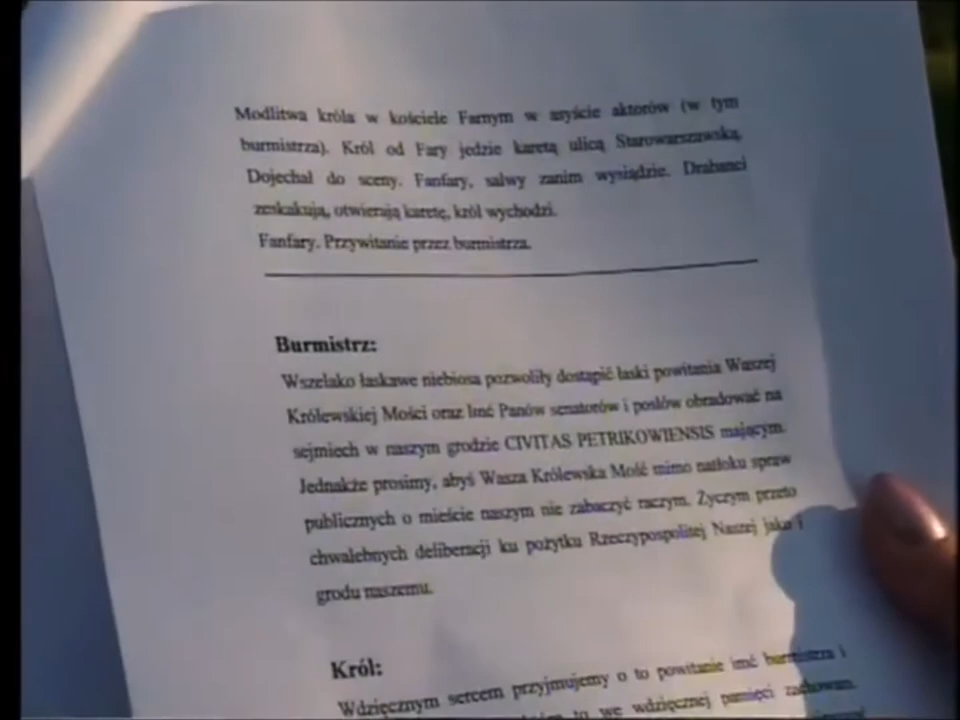 Modlitwa króla w kościele Farnym w asyście aktorów (w tym
burmistrza). Król od Fary jedzie karetą ulicą Starowarszawską.
Dojechał do sceny. Fanfary, salwy zanim wysiądzie. Drabanci
zeskakują, otwierają karetę, król wychodzi.
Fanfary. Przywitanie przez burmistrza.
Burmistrz:
Wszelako łaskawe niebiosa pozwoliły dostąpić łaski powitania Waszej
Królewskiej Mości oraz Imć Panów senatorów i posłów obradować na
sejmiech w naszym grodzie CIVITAS PETRIKOWIENSIS mającym.
Jednakże prosimy, abyś Wasza Królewska Mość mimo natłoku spraw
publicznych o mieście naszym nie zabaczyć raczym. Życzym przeto
chwalebnych deliberacji ku pożytku Rzeczypospolitej Naszej jako i
grodu naszemu.
Król:
Wdzięcznym sercem przyjmujemy o to powitanie imć burmistrza i
to we wdzięcznej pamięci zachowam.